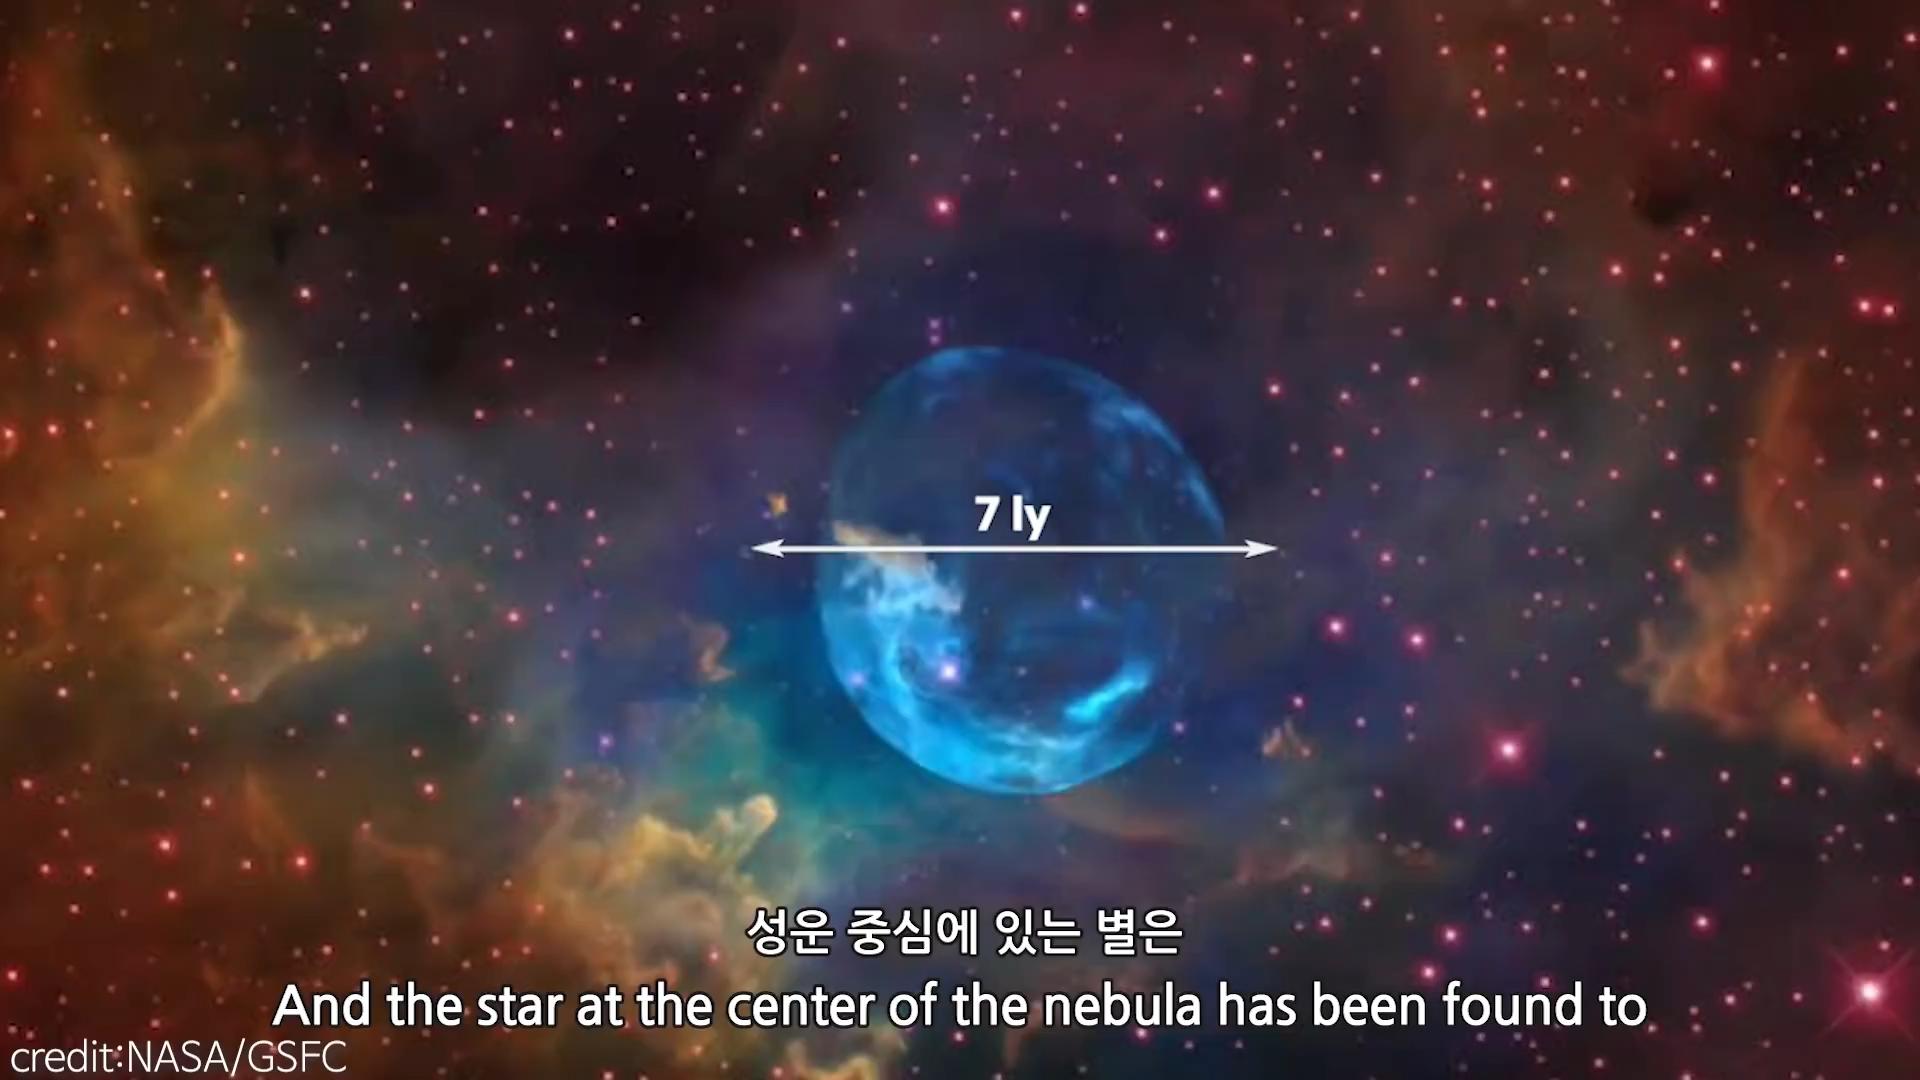 7 ly
성운 중심에 있는 별은
And the star at the center of the nebula has been found to
credit:NASA/GSFC